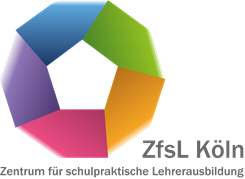 ZfsL Köln
Zentrum für schulpraktische Lehrerausbildung